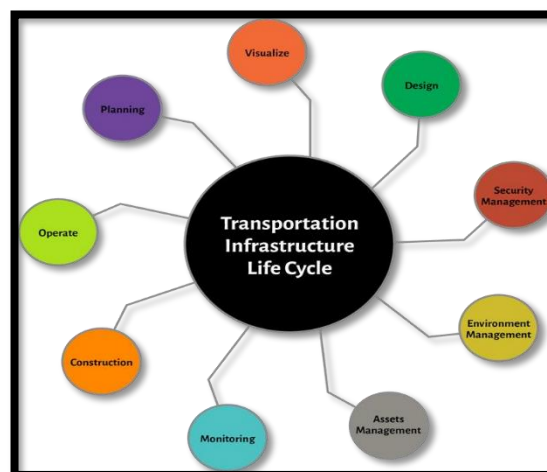 Visualize
Design
Planning
Security
Management
Transportation
Infrastructure
Life Cycle
Operate
Environment
Management
Construction
Assets
Management
Monitoring